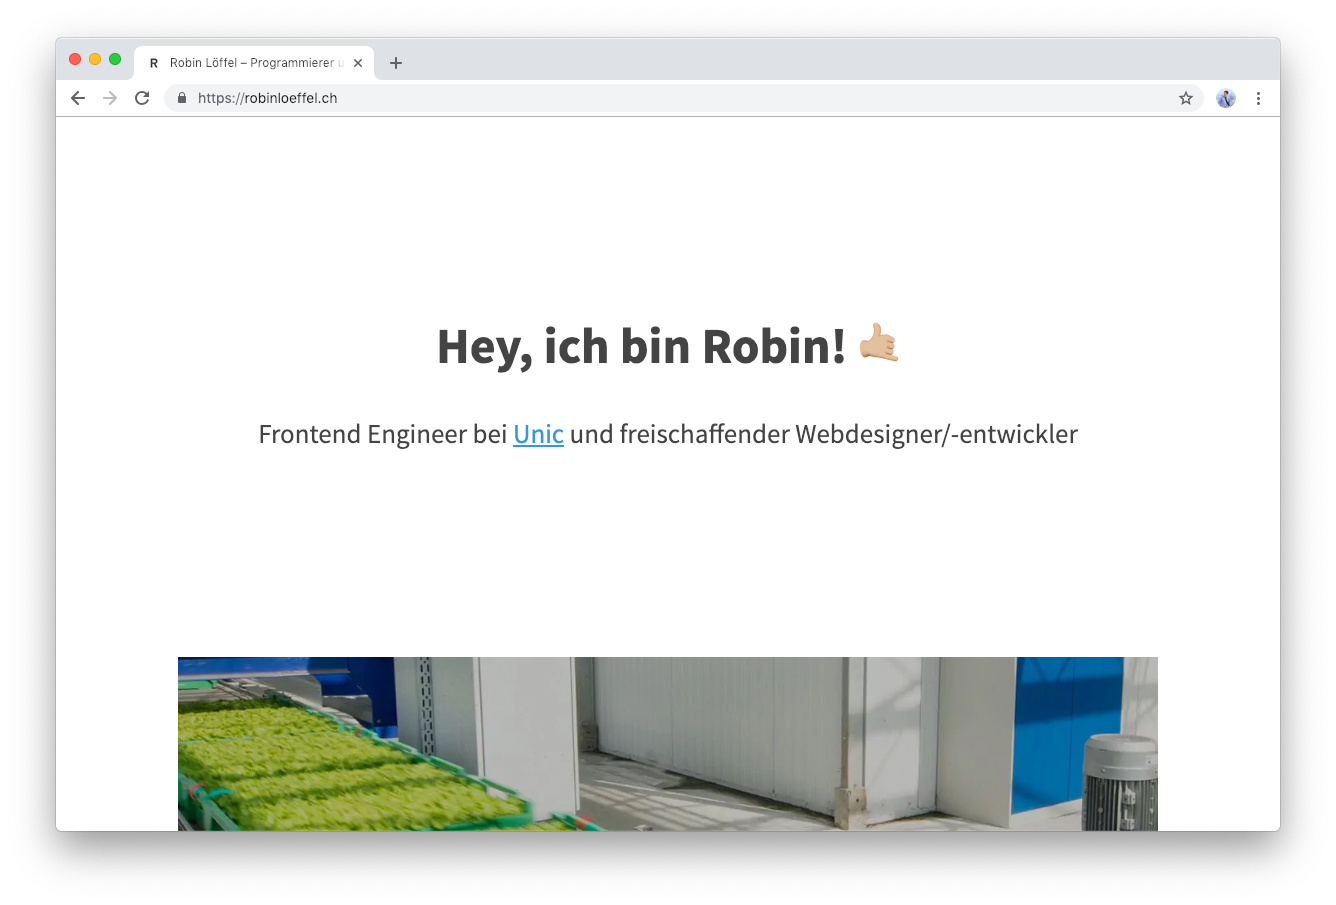 R Robin Löffel – Programmierer u
https://robinloeffel.ch
Hey, ich bin Robin! 🤙🏼
Frontend Engineer bei Unic und freischaffender Webdesigner/-entwickler